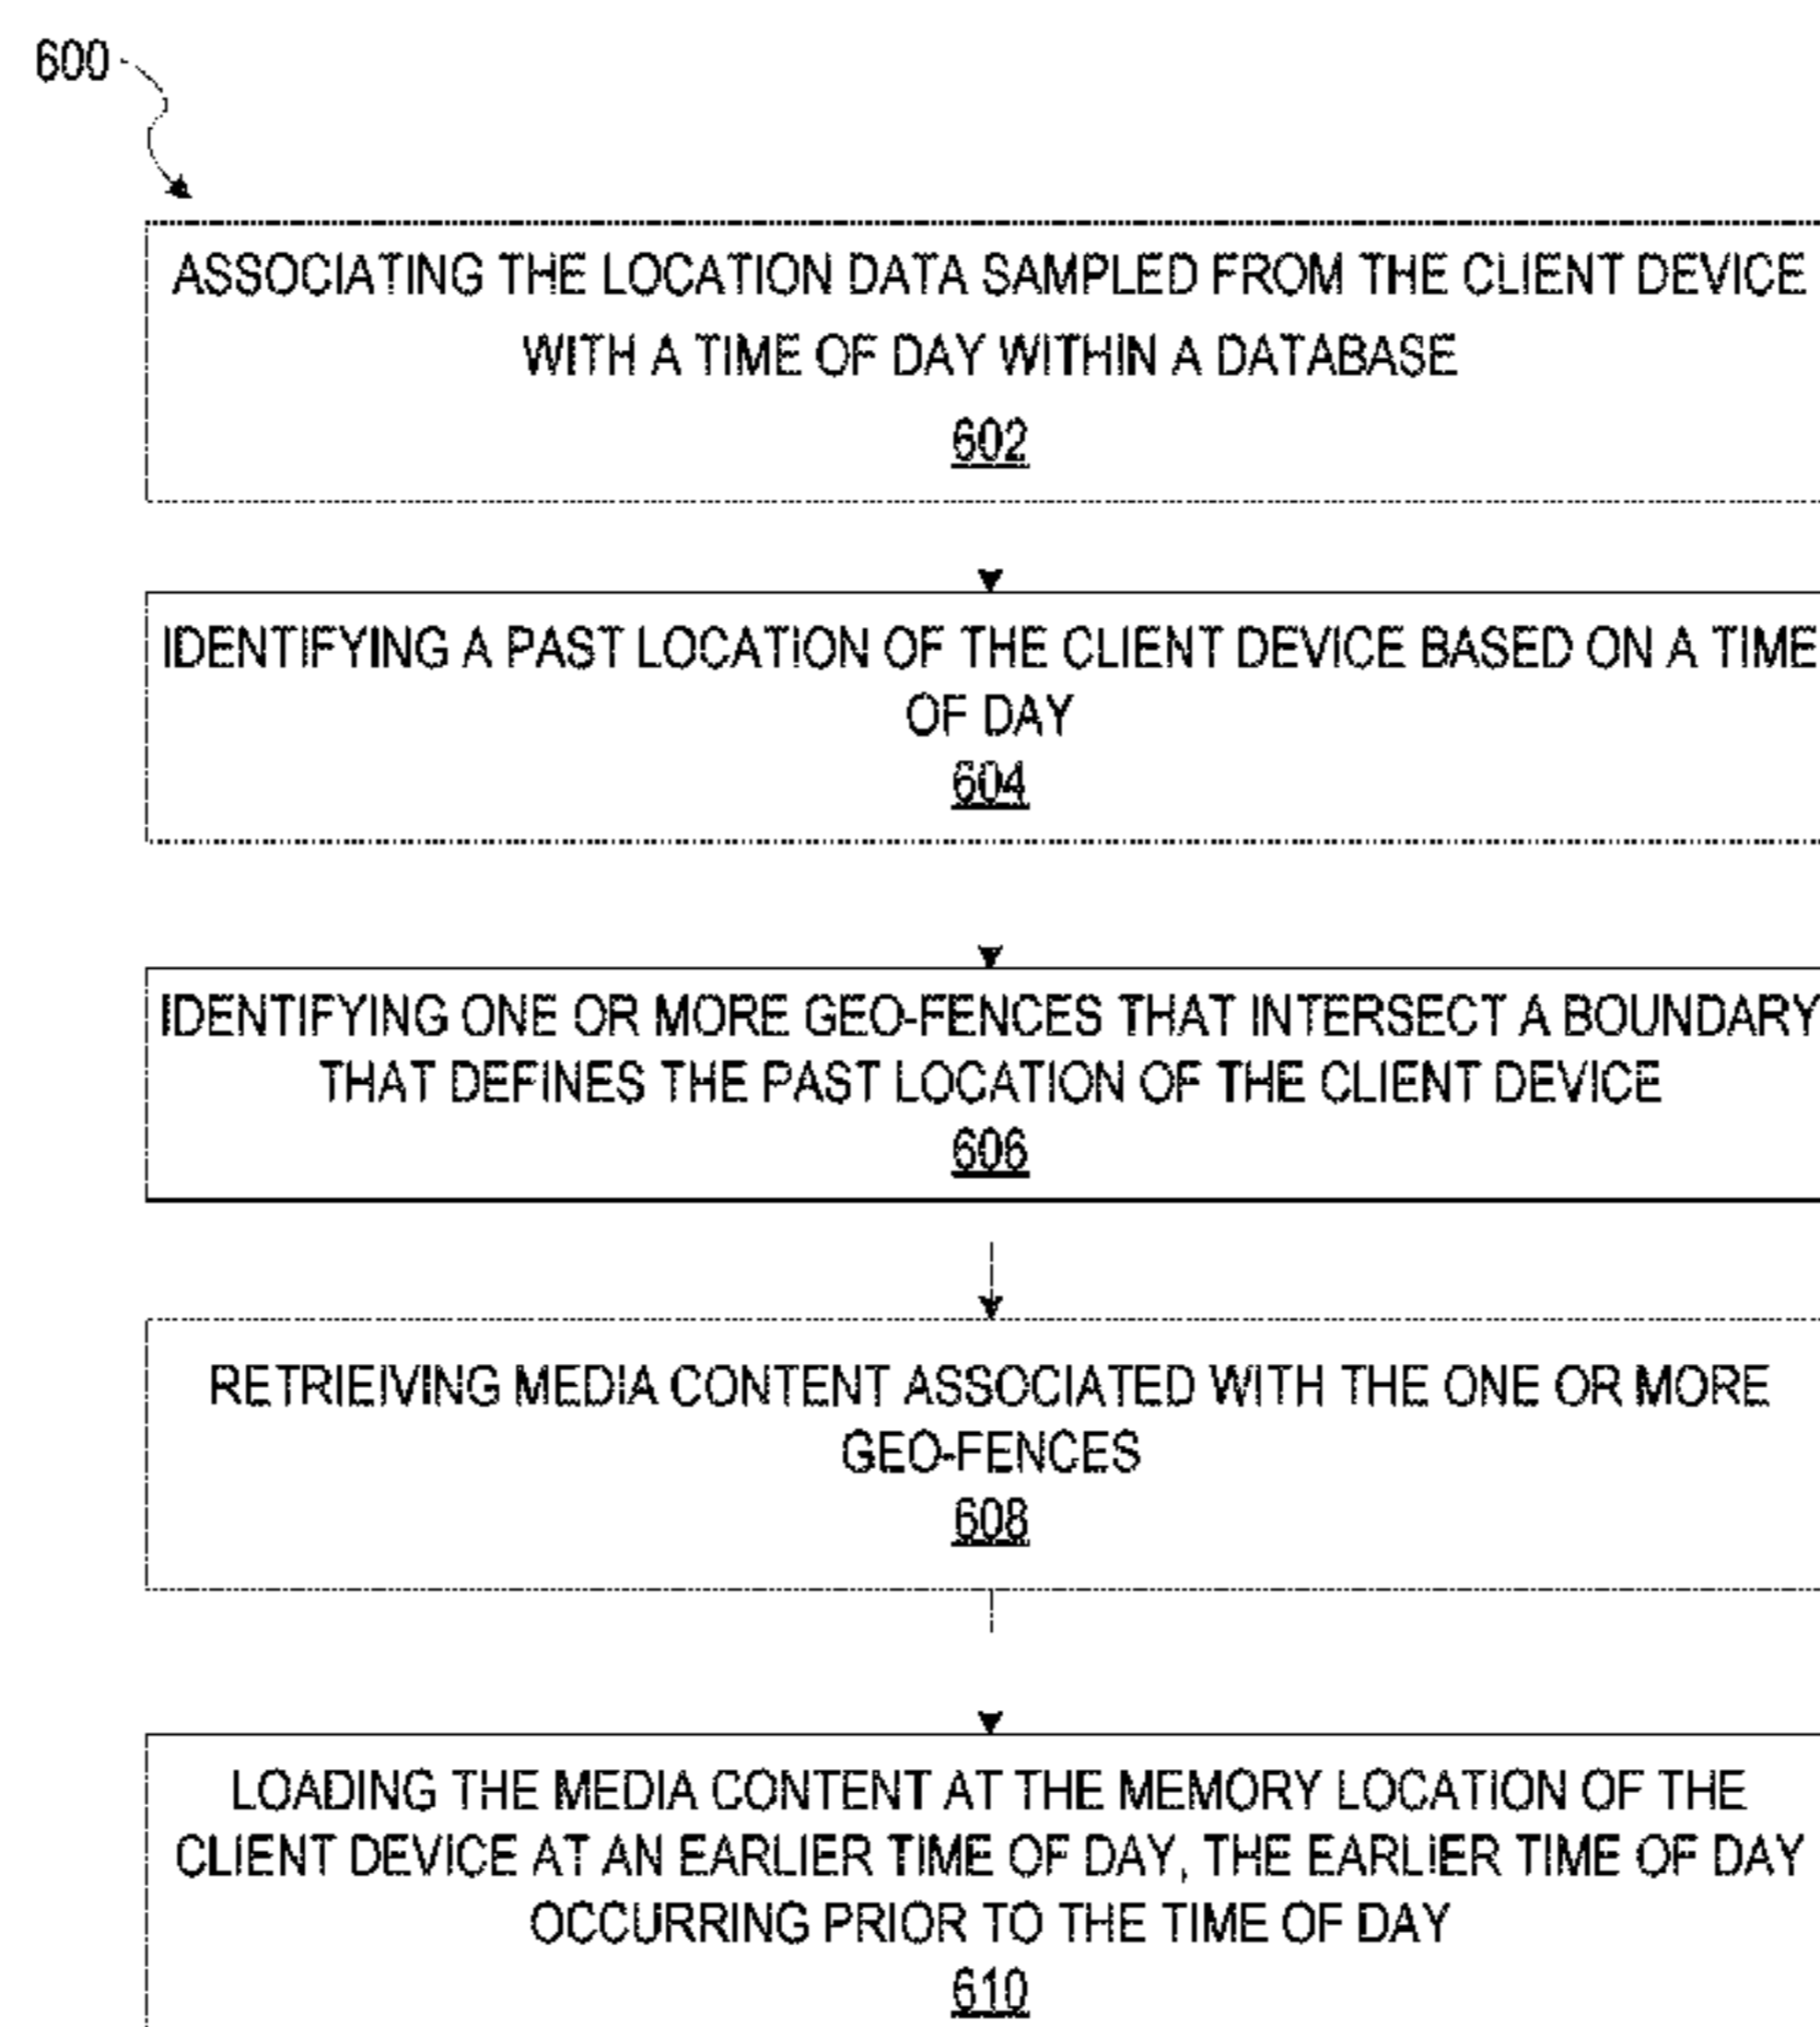 600
ASSOCIATING THE LOCATION DATA SAMPLED FROM THE CLIENT DEVICE
WITH A TIME OF DAY WITHIN A DATABASE
602
IDENTIFYING A PAST LOCATION OF THE CLIENT DEVICE BASED ON A TIME
OF DAY
604
IDENTIFYING ONE OR MORE GEO-FENCES THAT INTERSECT A BOUNDARY
THAT DEFINES THE PAST LOCATION OF THE CLIENT DEVICE
606
RETRIEIVING MEDIA CONTENT ASSOCIATED WITH THE ONE OR MORE
GEO-FENCES
608
LOADING THE MEDIA CONTENT AT THE MEMORY LOCATION OF THE
CLIENT DEVICE AT AN EARLIER TIME OF DAY, THE EARLIER TIME OF DAY
OCCURRING PRIOR TO THE TIME OF DAY
610